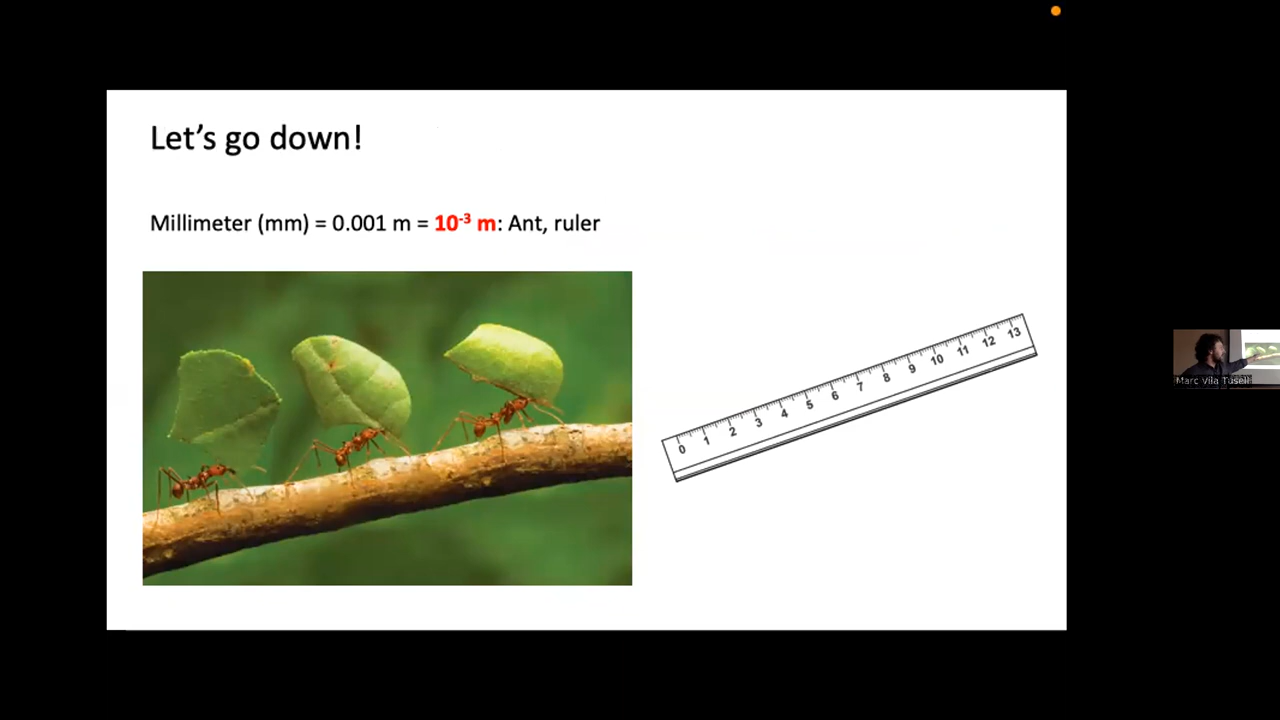 Let's go down!
Millimeter (mm) = 0.001 m = 10⁻³ m: Ant, ruler
0 1 2 3 4 5 6 7 8 9 10 11 12 13
Marc Vila Tusell